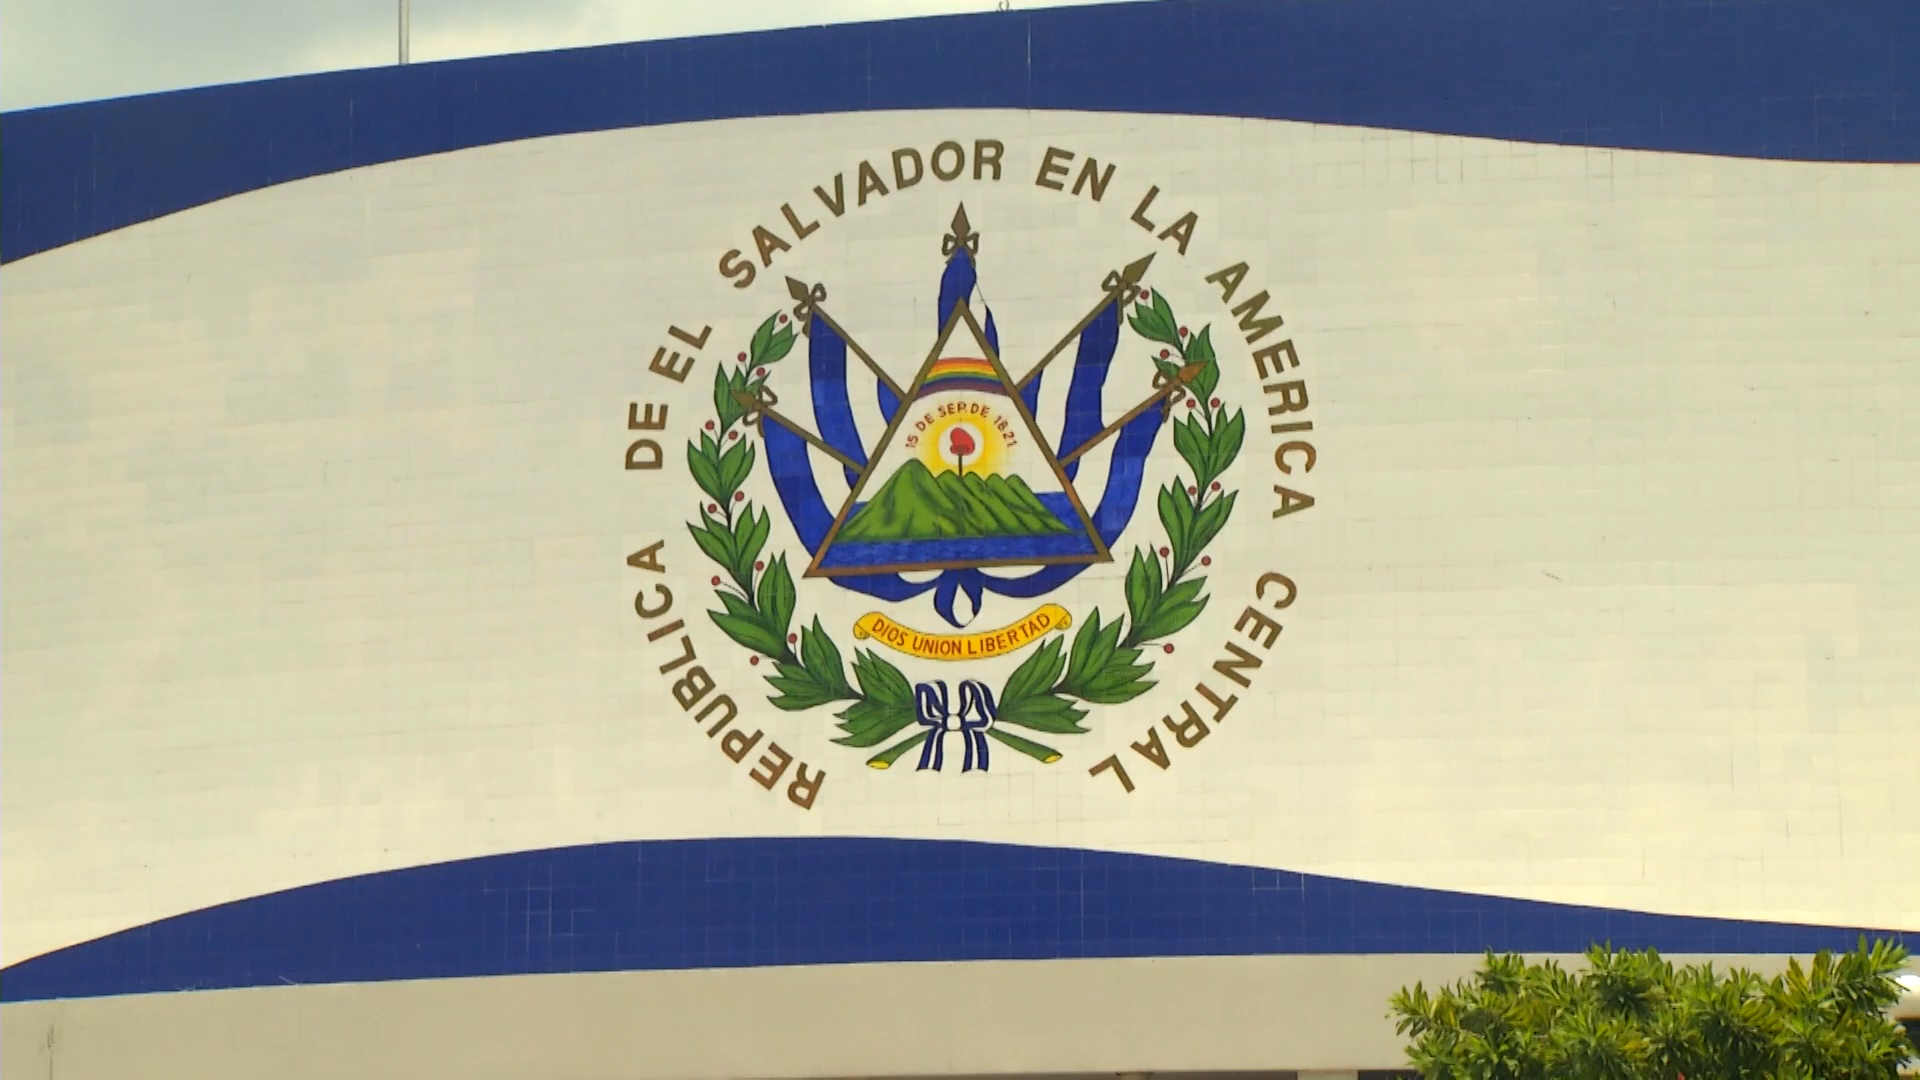 REPUBLICA DE EL SALVADOR EN LA AMERICA CENTRAL
15 DE SEP. DE 1821
DIOS UNION LIBERTAD